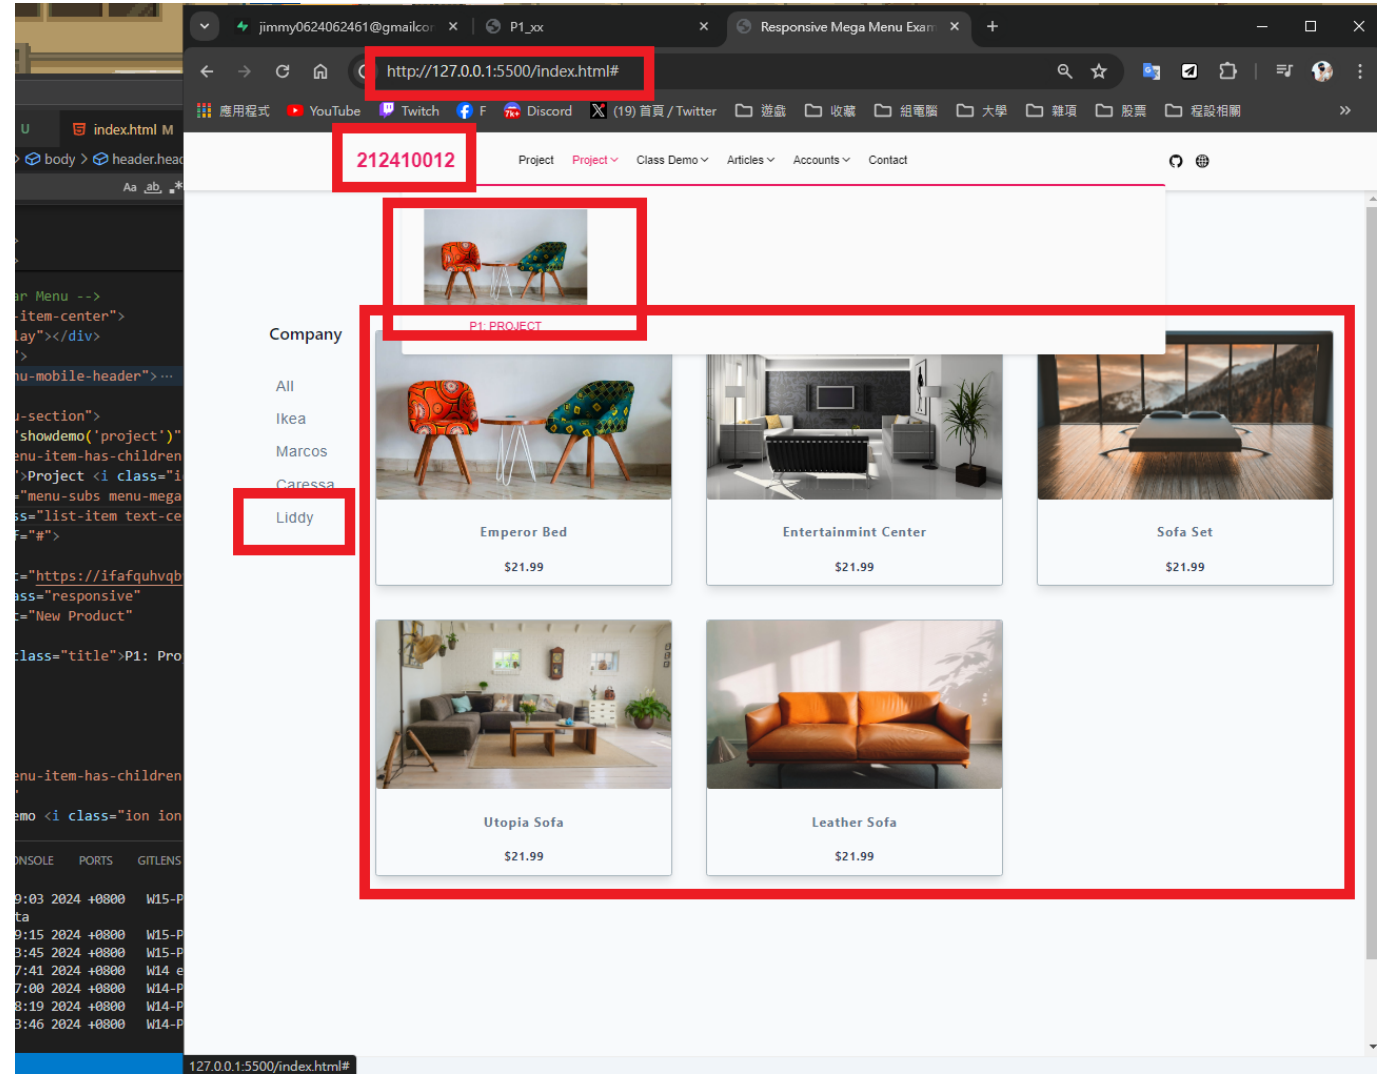 jimmy0624062461@gmailcor
P1_xx
Responsive Mega Menu Exam
http://127.0.0.1:5500/index.html#
應用程式 YouTube Twitch F Discord (19) 首頁 / Twitter 遊戲 收藏 組電腦 大學 雜項 股票 程設相關
U index.html M
body > header.head
Aa ab
212410012
Project Project Class Demo Articles Accounts Contact
P1: PROJECT
Company
All
Ikea
Marcos
Caressa
Liddy
Emperor Bed
$21.99
Entertainmint Center
$21.99
Sofa Set
$21.99
Utopia Sofa
$21.99
Leather Sofa
$21.99
ar Menu -->
-item-center">
lay"></div>
">
nu-mobile-header">…
u-section">
"showdemo('project')"
enu-item-has-children
">Project <i class="i
="menu-subs menu-mega
ss="list-item text-ce
f="#">
t="https://ifafquhvqb
ass="responsive"
t="New Product"
class="title">P1: Pro
enu-item-has-children
emo <i class="ion ion
ONSOLE PORTS GITLENS
9:03 2024 +0800 W15-P
ta
9:15 2024 +0800 W15-P
3:45 2024 +0800 W15-P
7:41 2024 +0800 W14 e
7:00 2024 +0800 W14-P
8:19 2024 +0800 W14-P
3:46 2024 +0800 W14-P
127.0.0.1:5500/index.html#